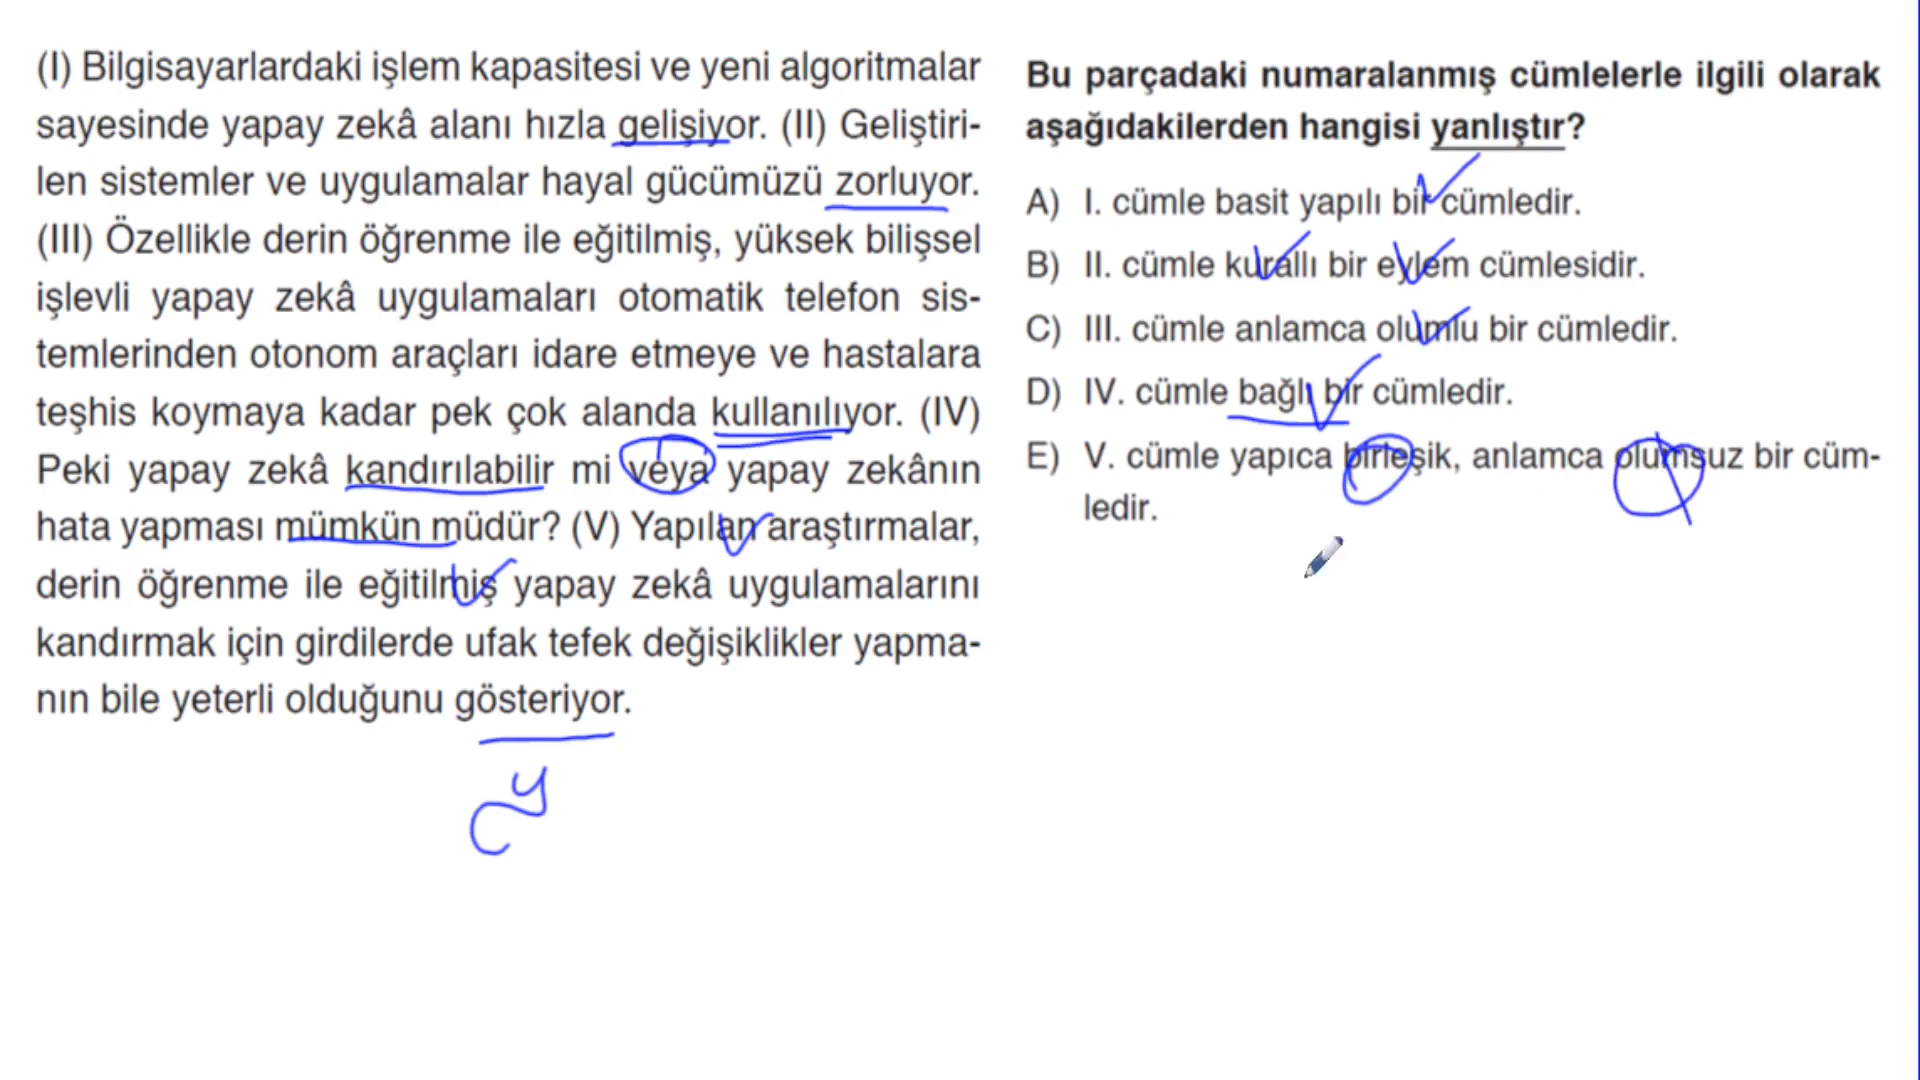 (I) Bilgisayarlardaki işlem kapasitesi ve yeni algoritmalar
sayesinde yapay zekâ alanı hızla gelişiyor. (II) Geliştiri-
len sistemler ve uygulamalar hayal gücümüzü zorluyor.
(III) Özellikle derin öğrenme ile eğitilmiş, yüksek bilişsel
işlevli yapay zekâ uygulamaları otomatik telefon sis-
temlerinden otonom araçları idare etmeye ve hastalara
teşhis koymaya kadar pek çok alanda kullanılıyor. (IV)
Peki yapay zekâ kandırılabilir mi veya yapay zekânın
hata yapması mümkün müdür? (V) Yapılan araştırmalar,
derin öğrenme ile eğitilmiş yapay zekâ uygulamalarını
kandırmak için girdilerde ufak tefek değişiklikler yapma-
nın bile yeterli olduğunu gösteriyor.
Bu parçadaki numaralanmış cümlelerle ilgili olarak
aşağıdakilerden hangisi yanlıştır?
A) I. cümle basit yapılı bir cümledir.
B) II. cümle kurallı bir eylem cümlesidir.
C) III. cümle anlamca olumlu bir cümledir.
D) IV. cümle bağlı bir cümledir.
E) V. cümle yapıca birleşik, anlamca olumsuz bir cüm-
ledir.